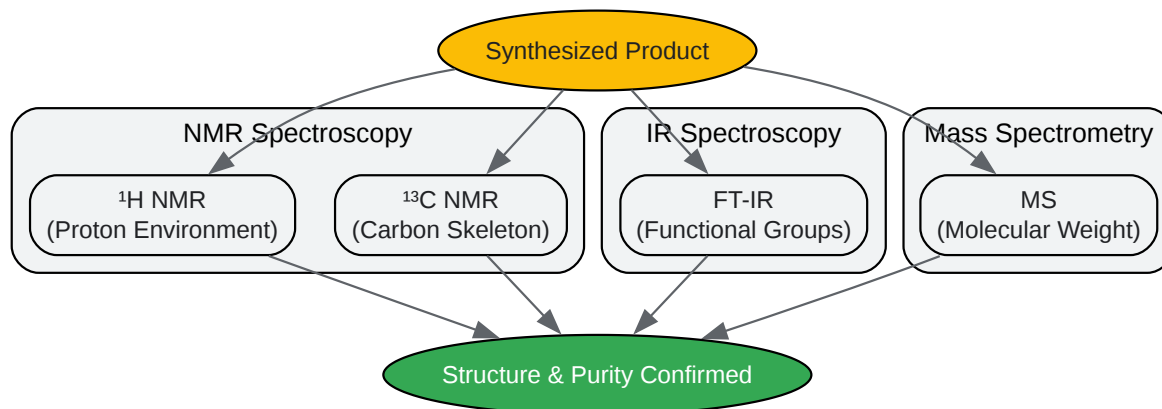 Synthesized Product
NMR Spectroscopy
IR Spectroscopy
Mass Spectrometry
¹H NMR
(Proton Environment)
¹³C NMR
(Carbon Skeleton)
FT-IR
(Functional Groups)
MS
(Molecular Weight)
Structure & Purity Confirmed